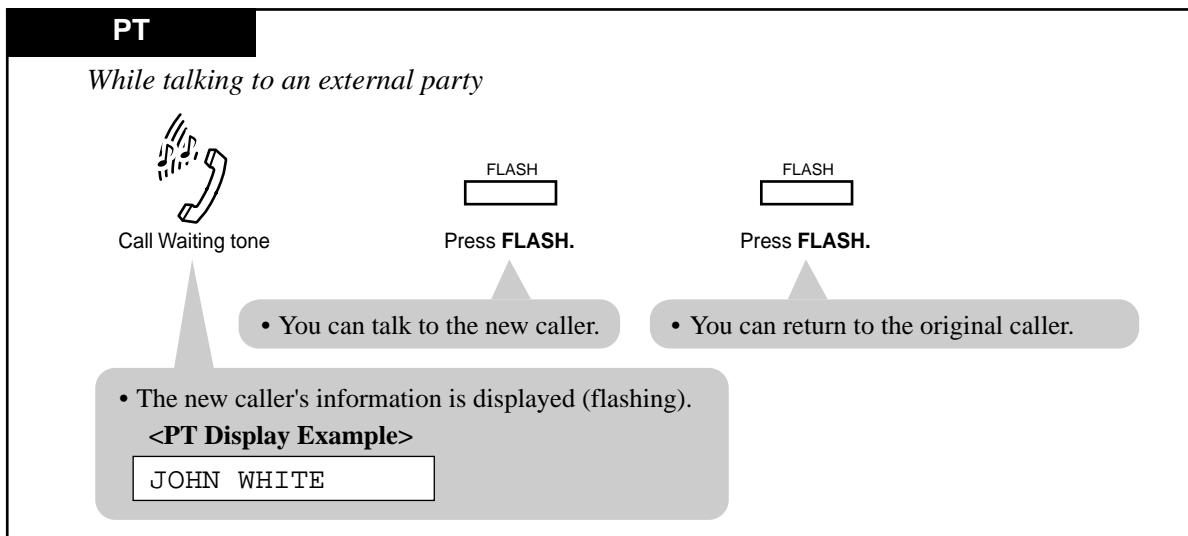 PT
While talking to an external party
FLASH
FLASH
Call Waiting tone
Press FLASH.
Press FLASH.
• You can talk to the new caller.
• You can return to the original caller.
• The new caller's information is displayed (flashing).
<PT Display Example>
JOHN WHITE